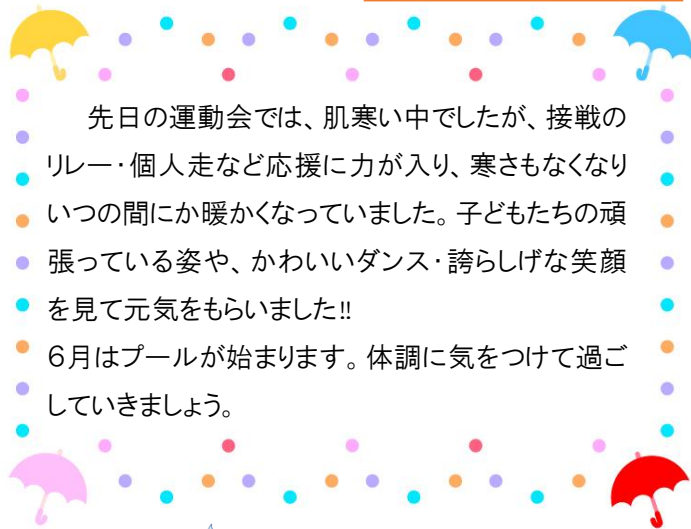 先日の運動会では、肌寒い中でしたが、接戦の
リレー・個人走など応援に力が入り、寒さもなくなり
いつの間にか暖かくなっていました。子どもたちの頑
張っている姿や、かわいいダンス・誇らしげな笑顔
を見て元気をもらいました‼
６月はプールが始まります。体調に気をつけて過ご
していきましょう。